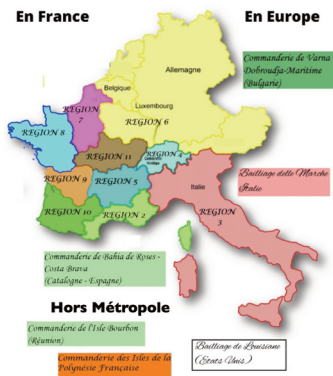 En France
En Europe
Commanderie de Varna
Dobroudja-Maritime
(Bulgarie)
Allemagne
Belgique
Luxembourg
REGION
7
REGION 6
REGION 8
REGION 11
REGION 4
REGION 9
REGION 5
REGION 10
REGION 2
Bailliage delle Marche
Italie
Italie
REGION
3
Commanderie de Bahia de Roses -
Costa Brava
(Catalogne - Espagne)
Hors Métropole
Commanderie de l'Isle Bourbon
(Réunion)
Commanderie des Isles de la
Polynésie Française
Bailliage de Louisiane
(Etats Unis)